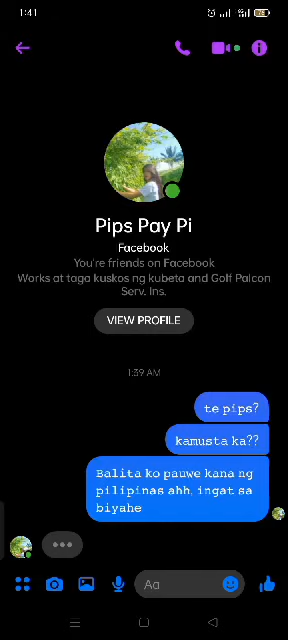 1:41
Pips Pay Pi
Facebook
You're friends on Facebook
Works at taga kuskos ng kubeta and Golf Palcon
Serv. Ins.
VIEW PROFILE
1:39 AM
te pips?
kamusta ka??
Balita ko pauwe kana ng
pilipinas ahh, ingat sa
biyahe
Aa